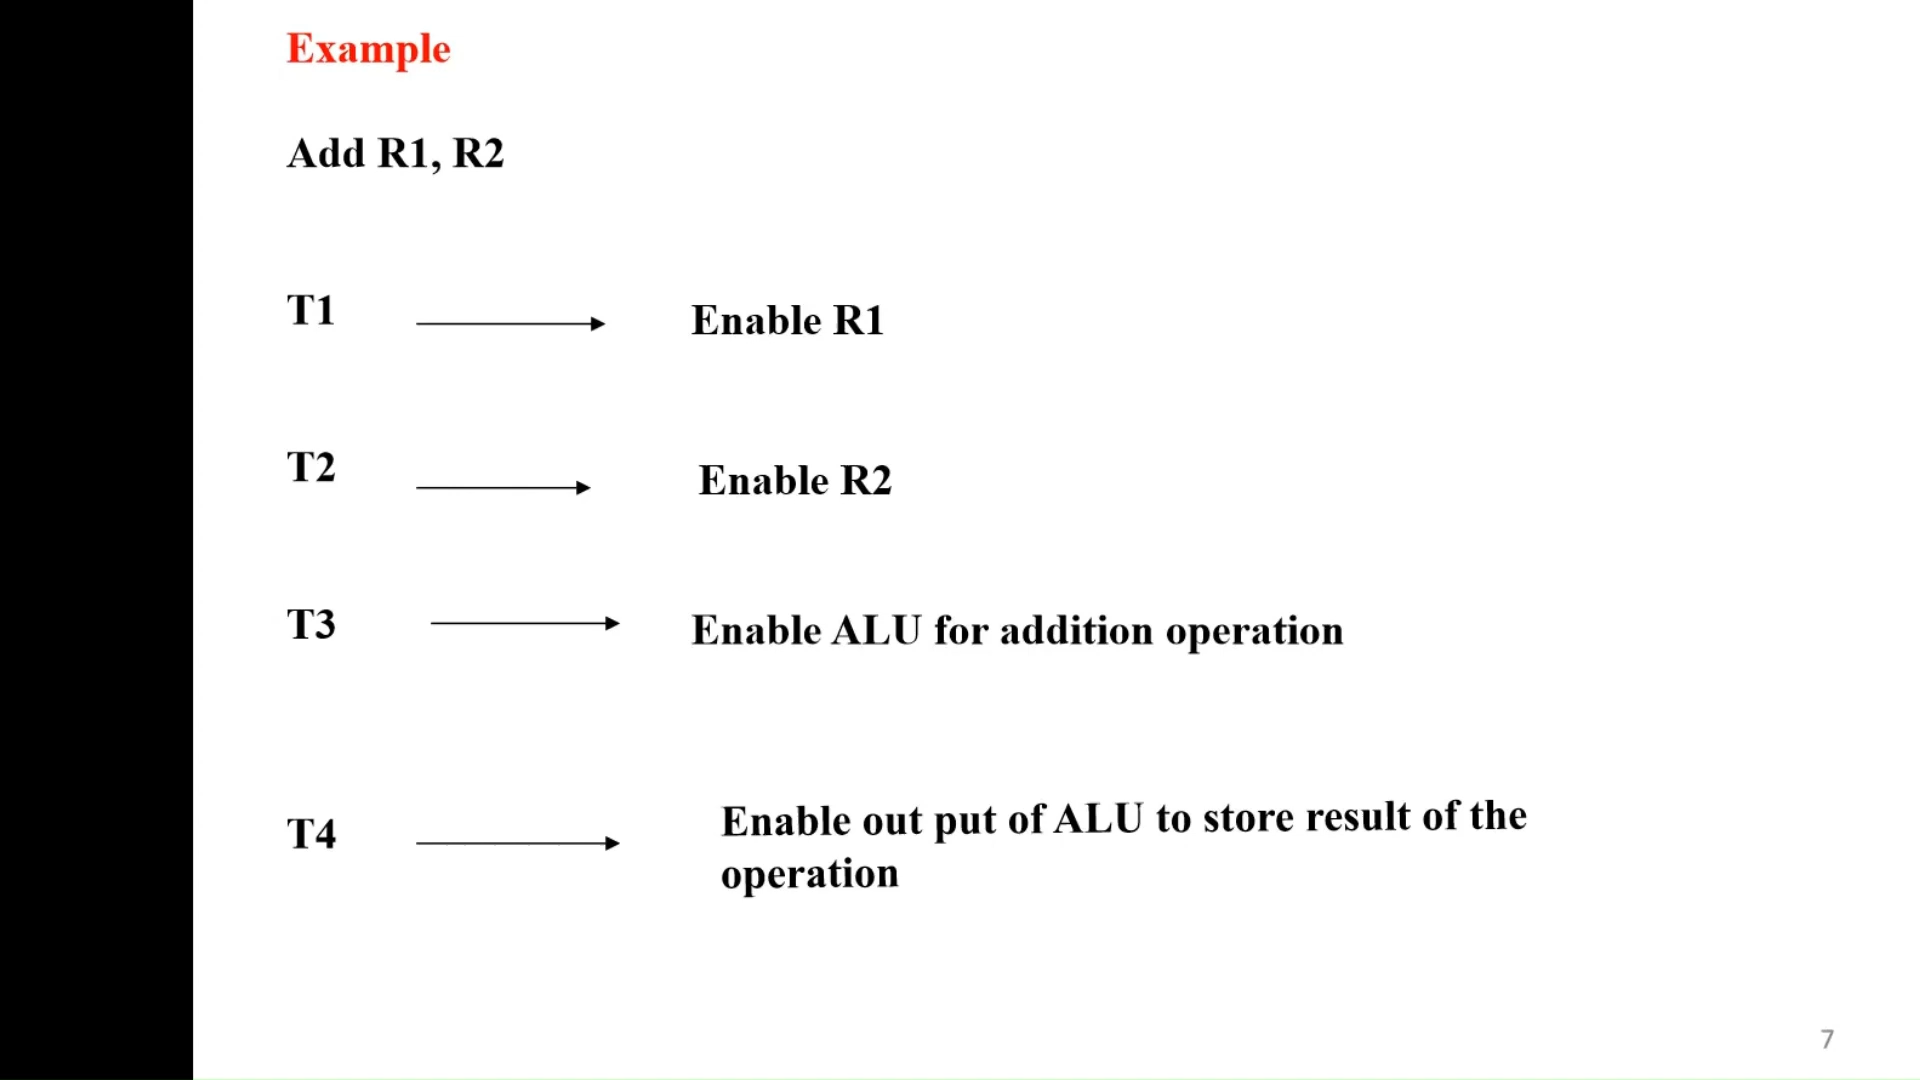 Example
Add R1, R2
T1 Enable R1
T2 Enable R2
T3 Enable ALU for addition operation
T4 Enable out put of ALU to store result of the
operation
7